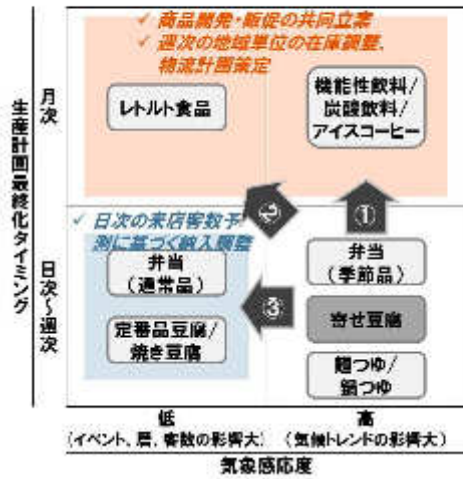 ✓ 商品開発・販促の共同立案
✓ 週次の地域単位の在庫調整、
物流計画策定
生産計画最終化タイミング
月次
レトルト食品
機能性飲料/
炭酸飲料/
アイスコーヒー
②
①
✓ 日次の来店客数予
測に基づく納入調整
日次～週次
弁当
(通常品)
弁当
(季節品)
③
定番品豆腐/
焼き豆腐
寄せ豆腐
麺つゆ/
鍋つゆ
低
(イベント、暦、客数の影響大)
高
(気候トレンドの影響大)
気象感応度